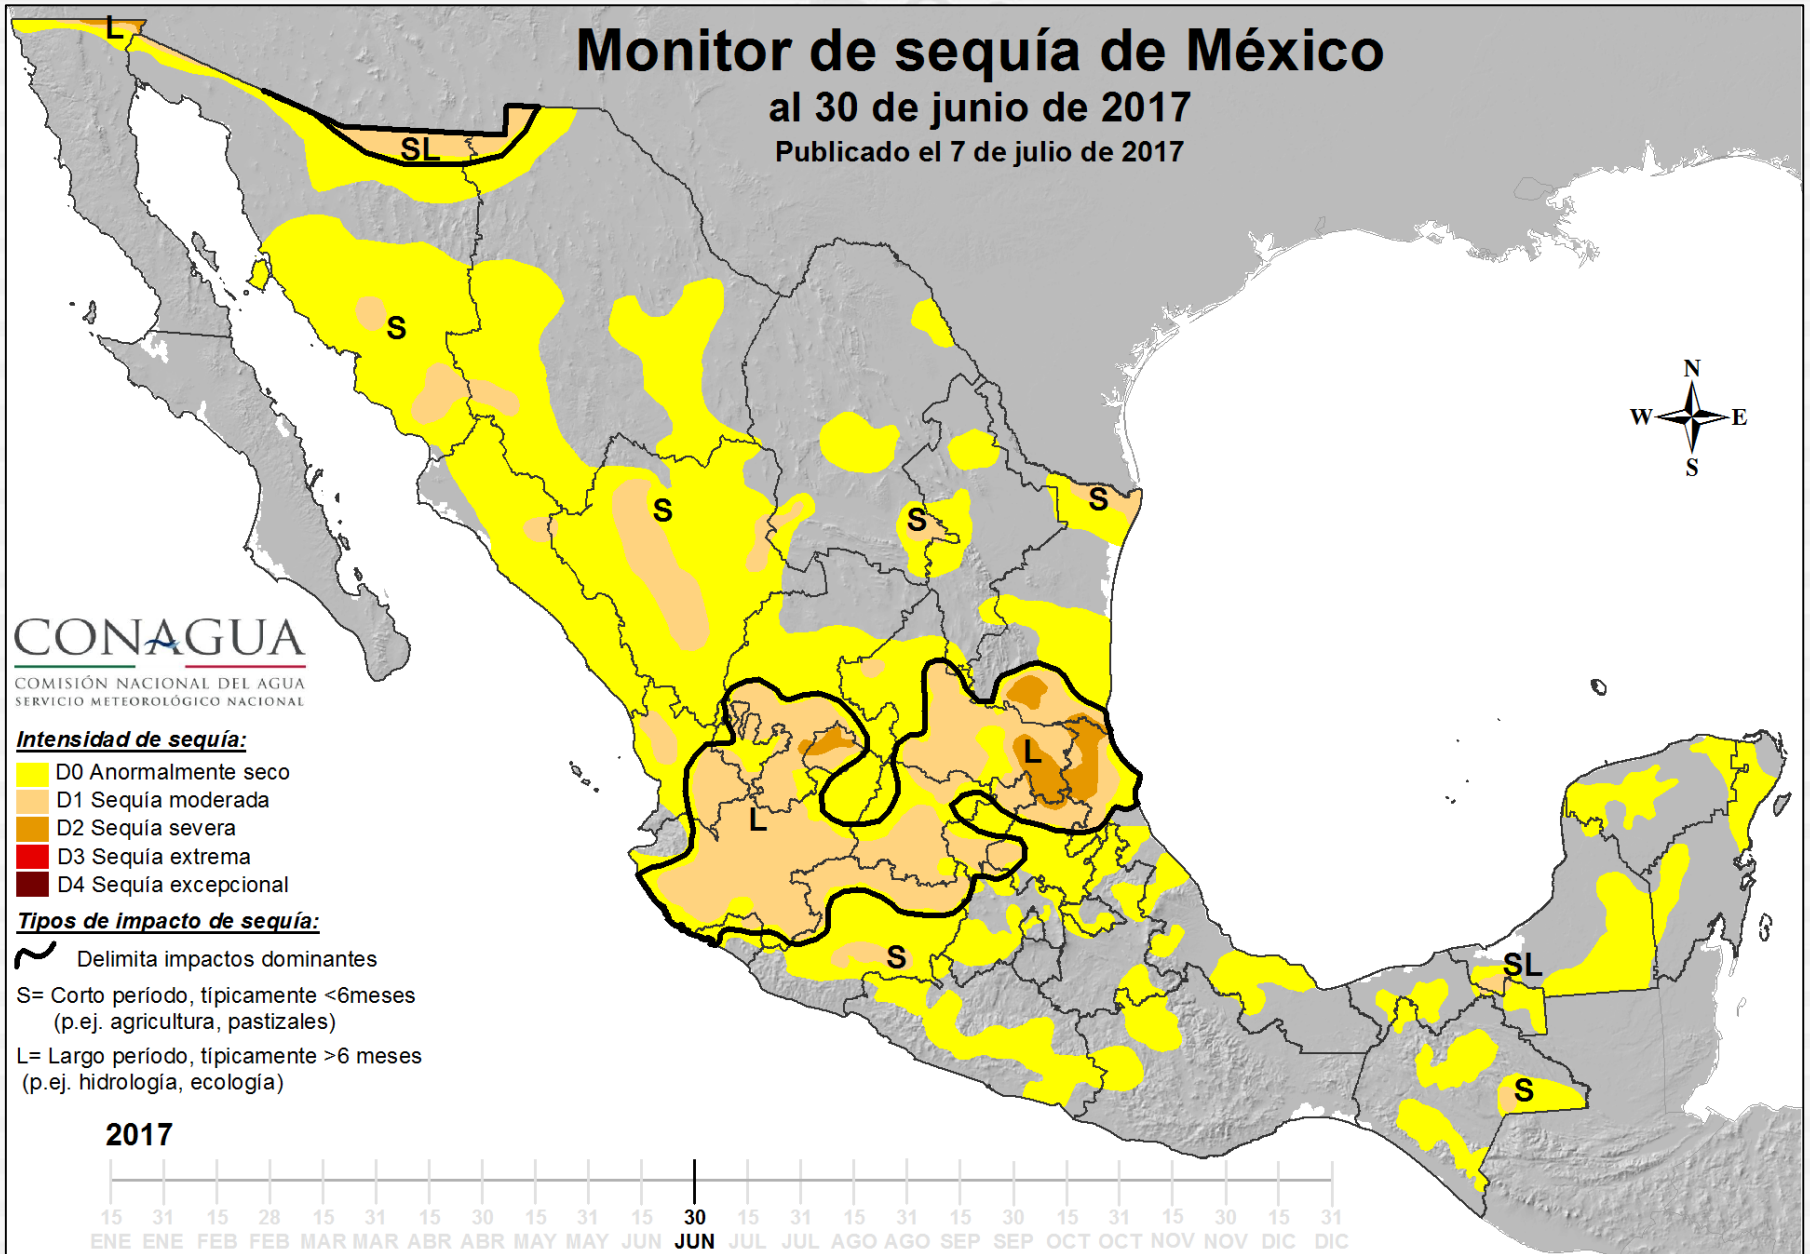 Monitor de sequía de México
al 30 de junio de 2017
Publicado el 7 de julio de 2017
L
SL
S
S
S
S
N
W E
S
L
L
S
SL
S
CONAGUA
COMISIÓN NACIONAL DEL AGUA
SERVICIO METEOROLÓGICO NACIONAL
Intensidad de sequía:
D0 Anormalmente seco
D1 Sequía moderada
D2 Sequía severa
D3 Sequía extrema
D4 Sequía excepcional
Tipos de impacto de sequía:
Delimita impactos dominantes
S= Corto período, típicamente <6meses
(p.ej. agricultura, pastizales)
L= Largo período, típicamente >6 meses
(p.ej. hidrología, ecología)
2017
15 31 15 28 15 31 15 30 15 31 15 30 15 31 15 31 15 30 15 31 15 30 15 31
ENE ENE FEB FEB MAR MAR ABR ABR MAY MAY JUN JUN JUL JUL AGO AGO SEP SEP OCT OCT NOV NOV DIC DIC